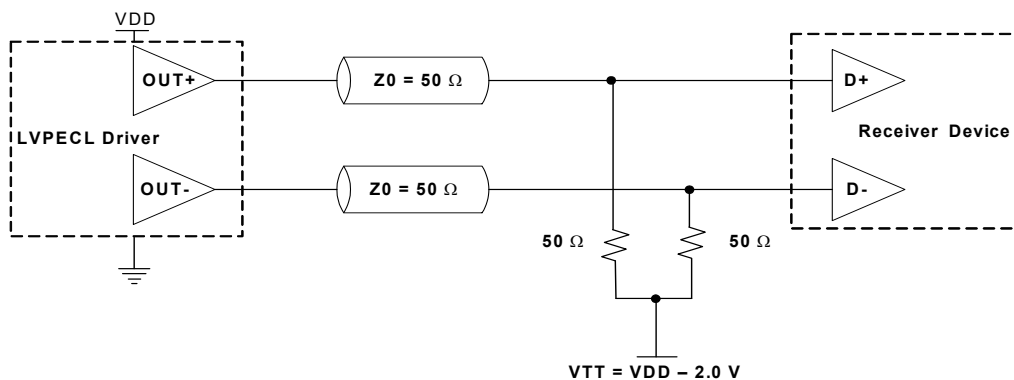 VDD
OUT+
Z0 = 50 Ω
D+
LVPECL Driver
Receiver Device
OUT-
Z0 = 50 Ω
D-
50 Ω
50 Ω
VTT = VDD – 2.0 V